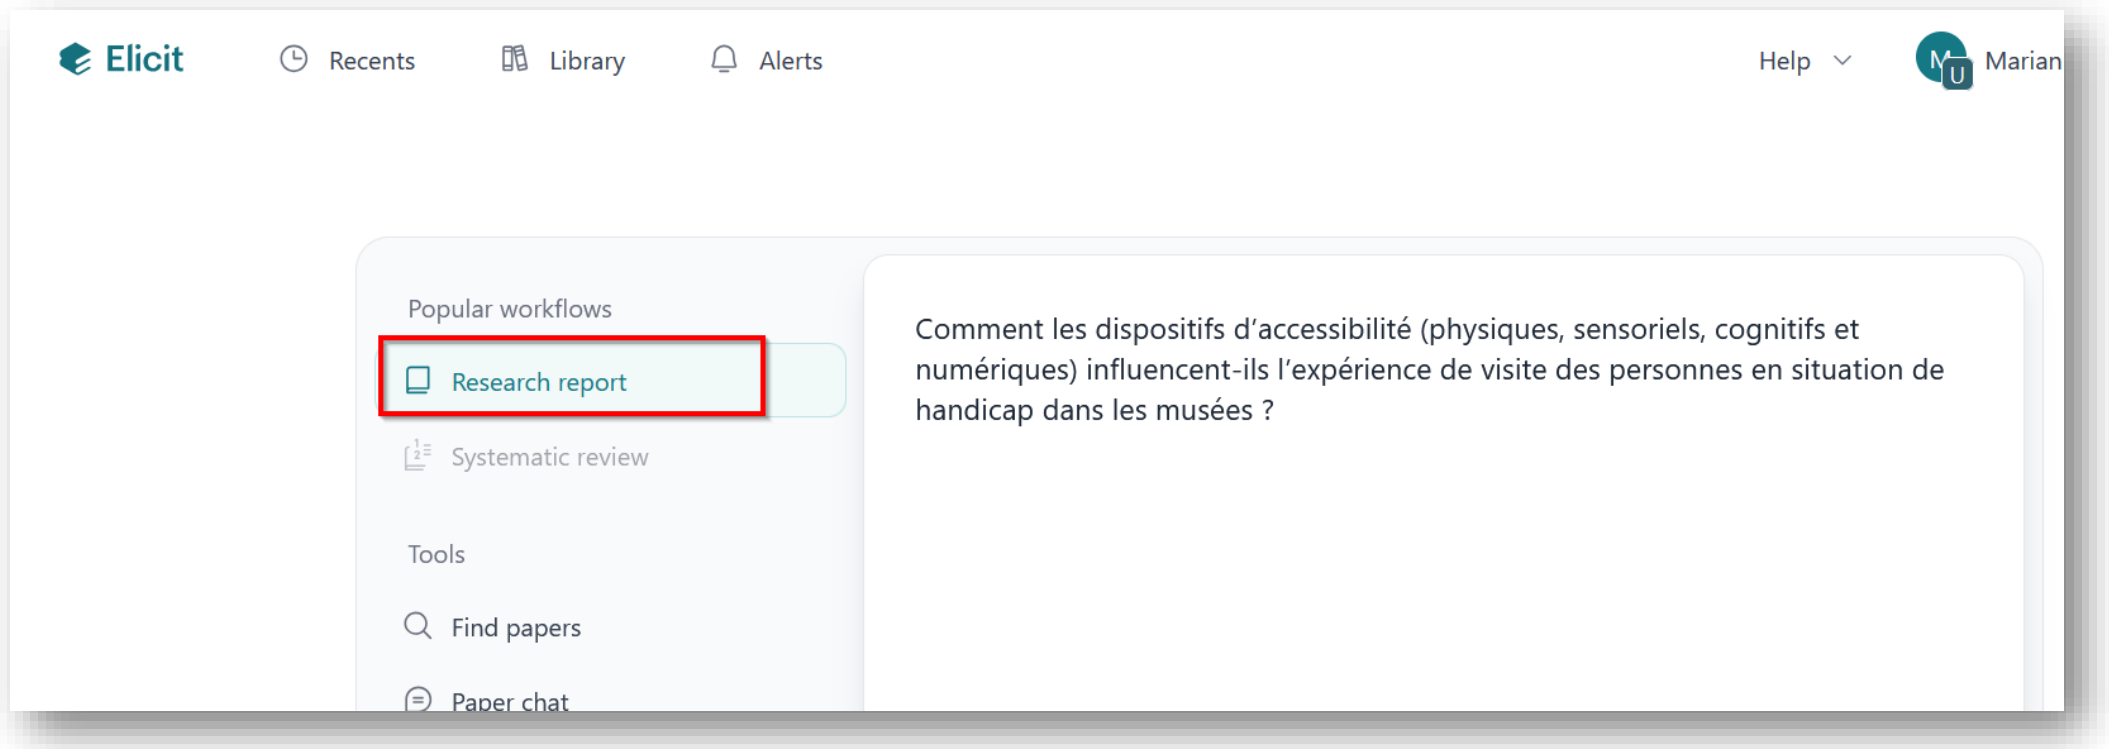 Elicit
Recents
Library
Alerts
Help
M
U
Marian
Popular workflows
Research report
Systematic review
Tools
Find papers
Paper chat
Comment les dispositifs d’accessibilité (physiques, sensoriels, cognitifs et
numériques) influencent-ils l’expérience de visite des personnes en situation de
handicap dans les musées ?